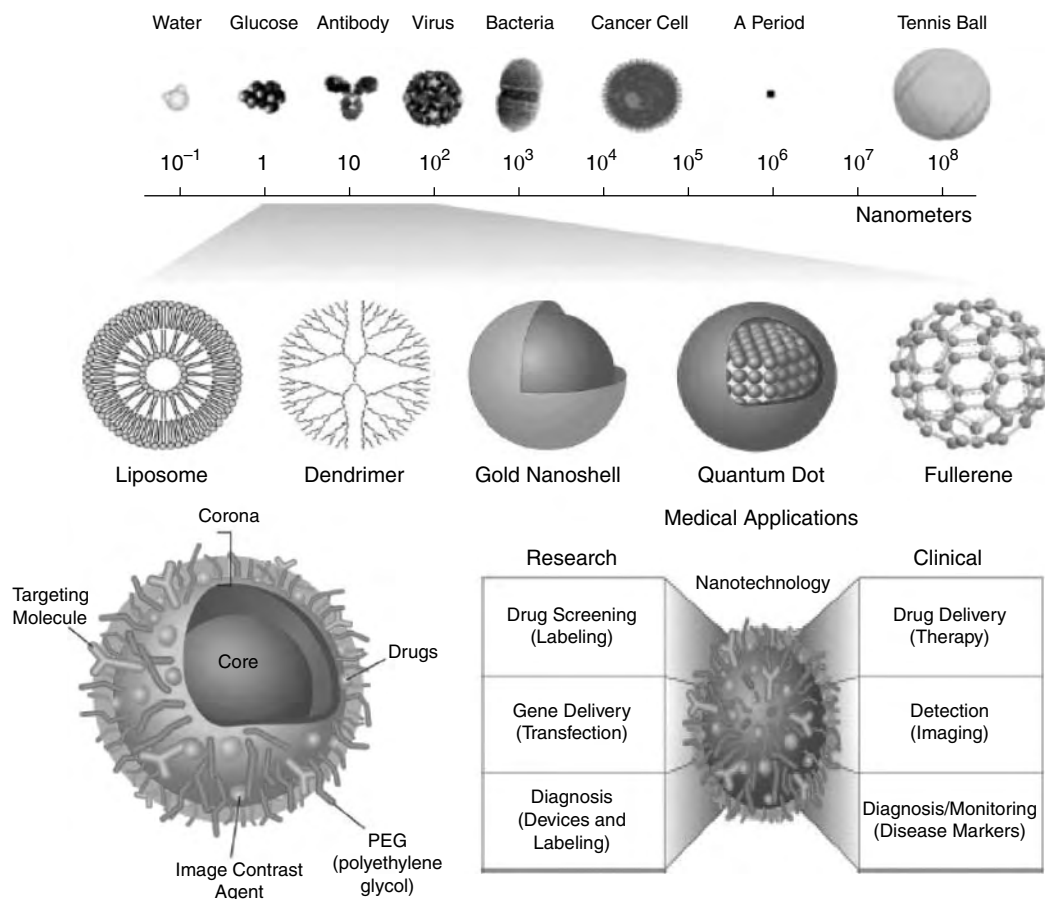 Water Glucose Antibody Virus Bacteria Cancer Cell A Period Tennis Ball
10⁻¹ 1 10 10² 10³ 10⁴ 10⁵ 10⁶ 10⁷ 10⁸
Nanometers
Liposome Dendrimer Gold Nanoshell Quantum Dot Fullerene
Corona
Targeting
Molecule
Core
Drugs
PEG
(polyethylene
glycol)
Image Contrast
Agent
Medical Applications
Research
Nanotechnology
Clinical
Drug Screening
(Labeling)
Drug Delivery
(Therapy)
Gene Delivery
(Transfection)
Detection
(Imaging)
Diagnosis
(Devices and
Labeling)
Diagnosis/Monitoring
(Disease Markers)